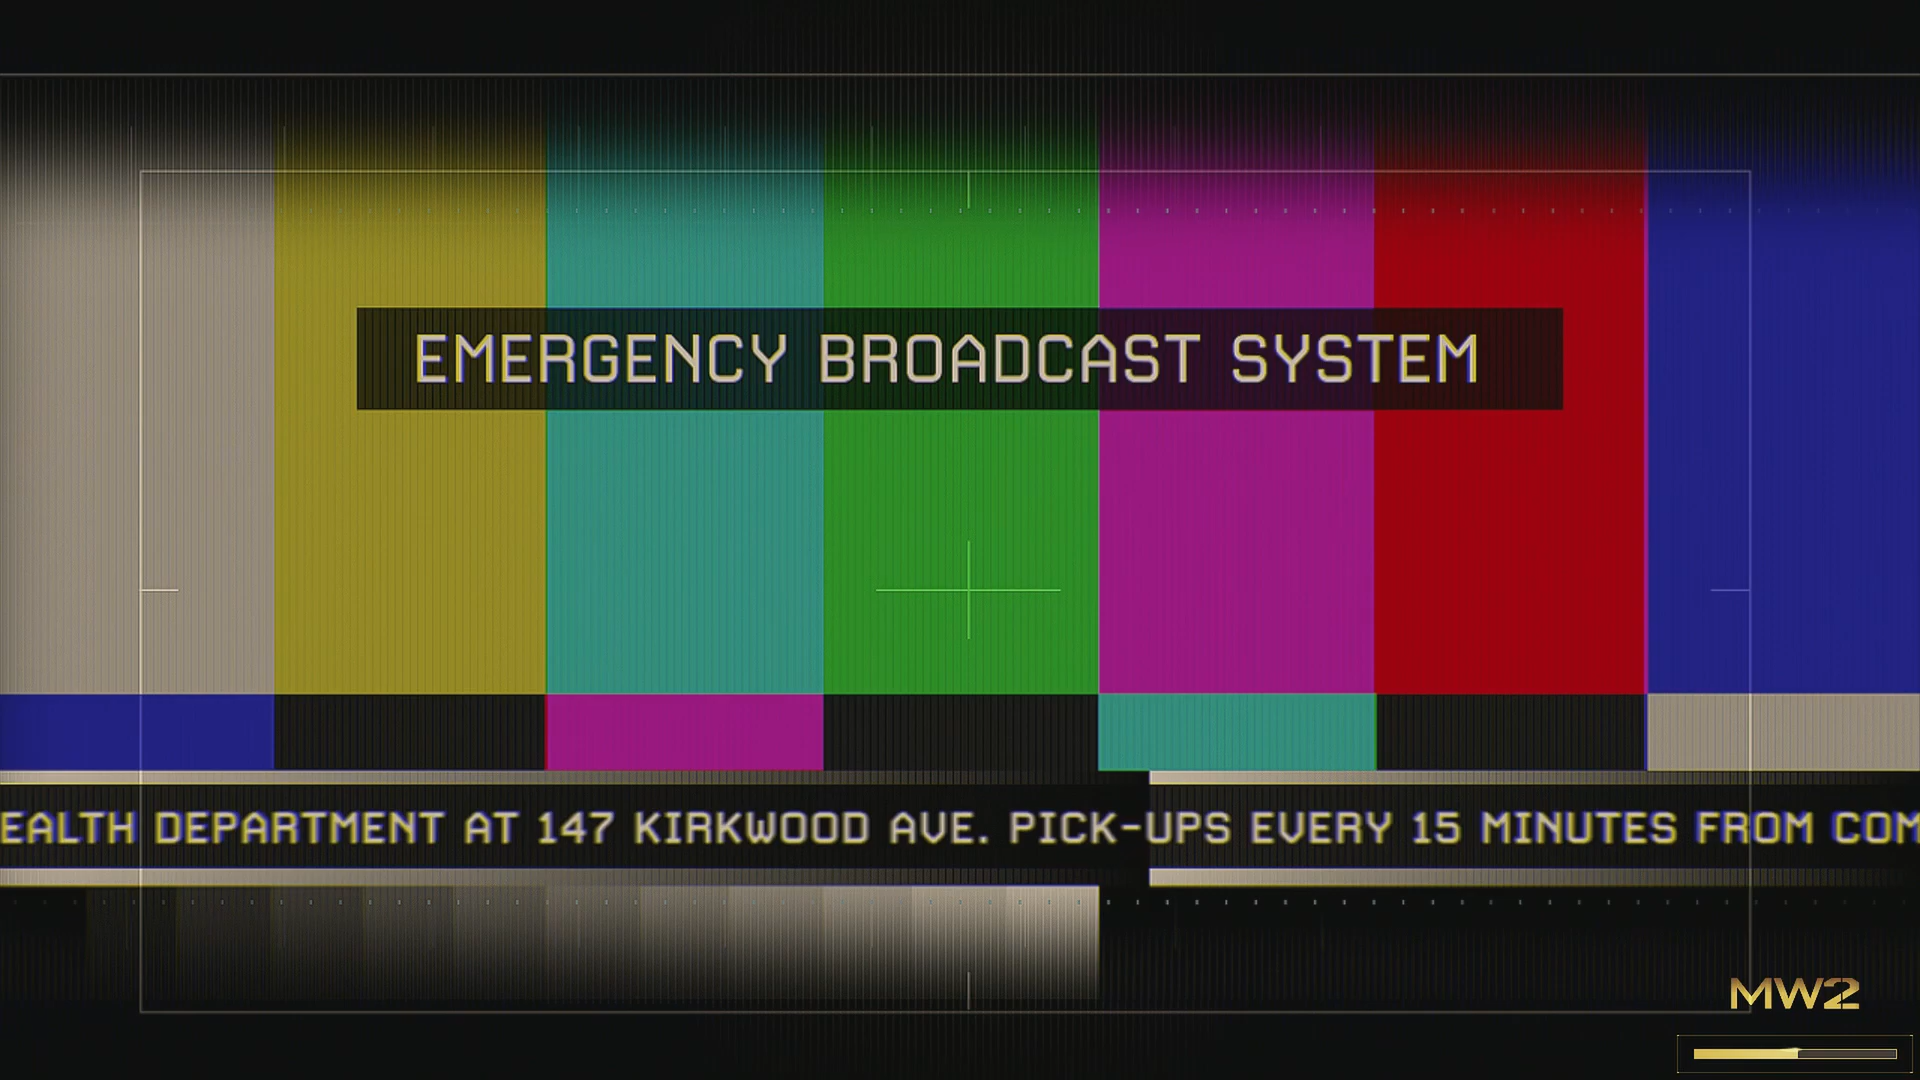 EMERGENCY BROADCAST SYSTEM
EALTH DEPARTMENT AT 147 KIRKWOOD AVE. PICK-UPS EVERY 15 MINUTES FROM COM
MW2